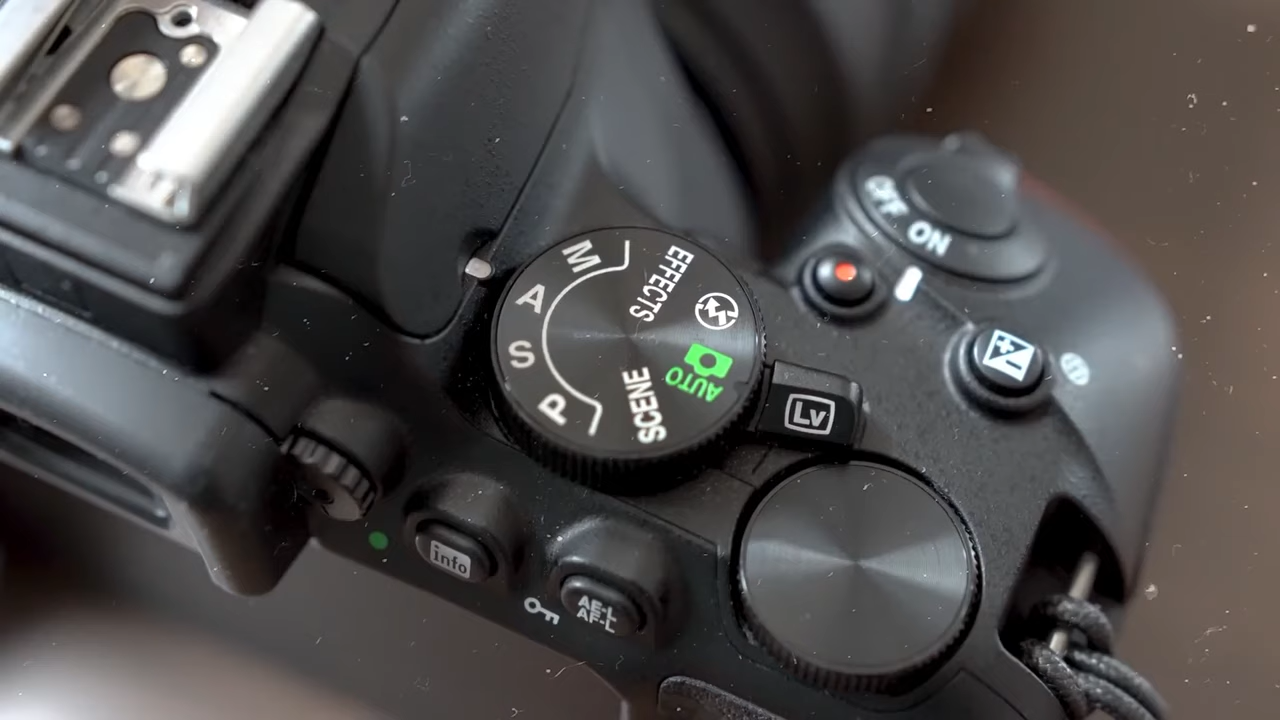 OFF ON
M
A
S
P
EFFECTS
AUTO
SCENE
Lv
info
AE-L
AF-L